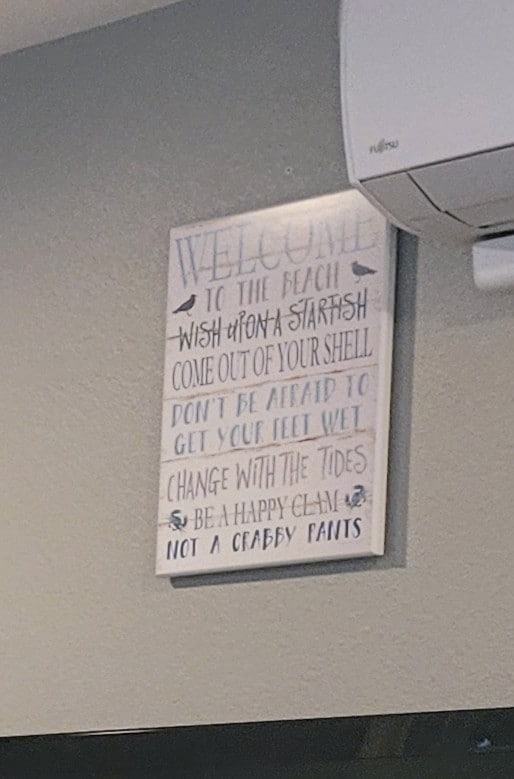 FUJITSU
WELCOME
TO THE BEACH
WISH UPON A STARFISH
COME OUT OF YOUR SHELL
DON'T BE AFRAID TO
GET YOUR FEET WET
CHANGE WITH THE TIDES
BE A HAPPY CLAM
NOT A CRABBY PANTS